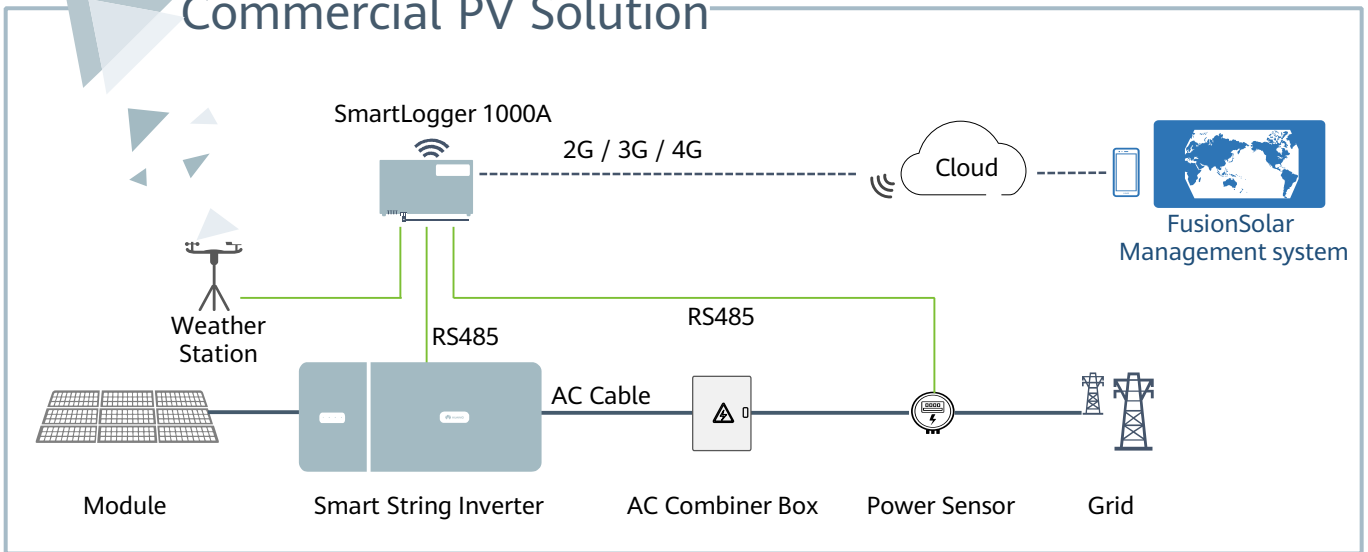 Commercial PV Solution
SmartLogger 1000A
2G / 3G / 4G
Cloud
FusionSolar
Management system
Weather
Station
RS485
RS485
AC Cable
Module
Smart String Inverter
AC Combiner Box
Power Sensor
Grid